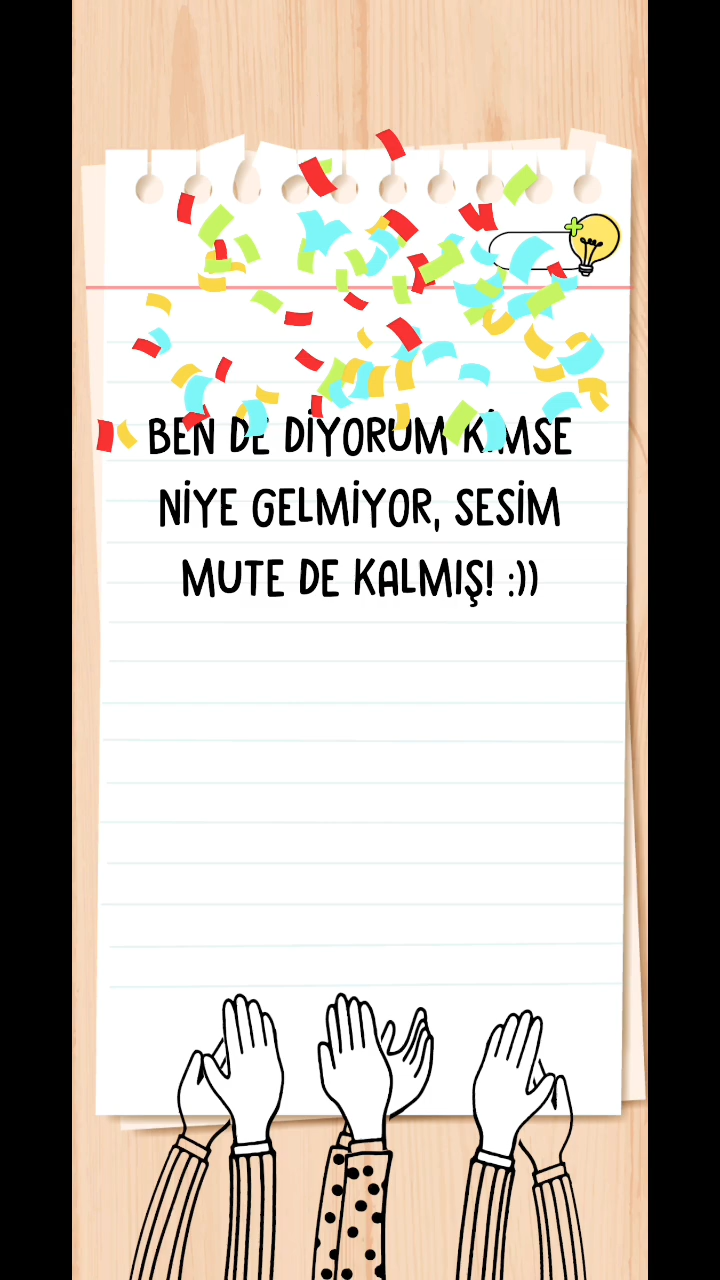 BEN DE DİYORUM KİMSE
NİYE GELMİYOR, SESİM
MUTE DE KALMIŞ! :))